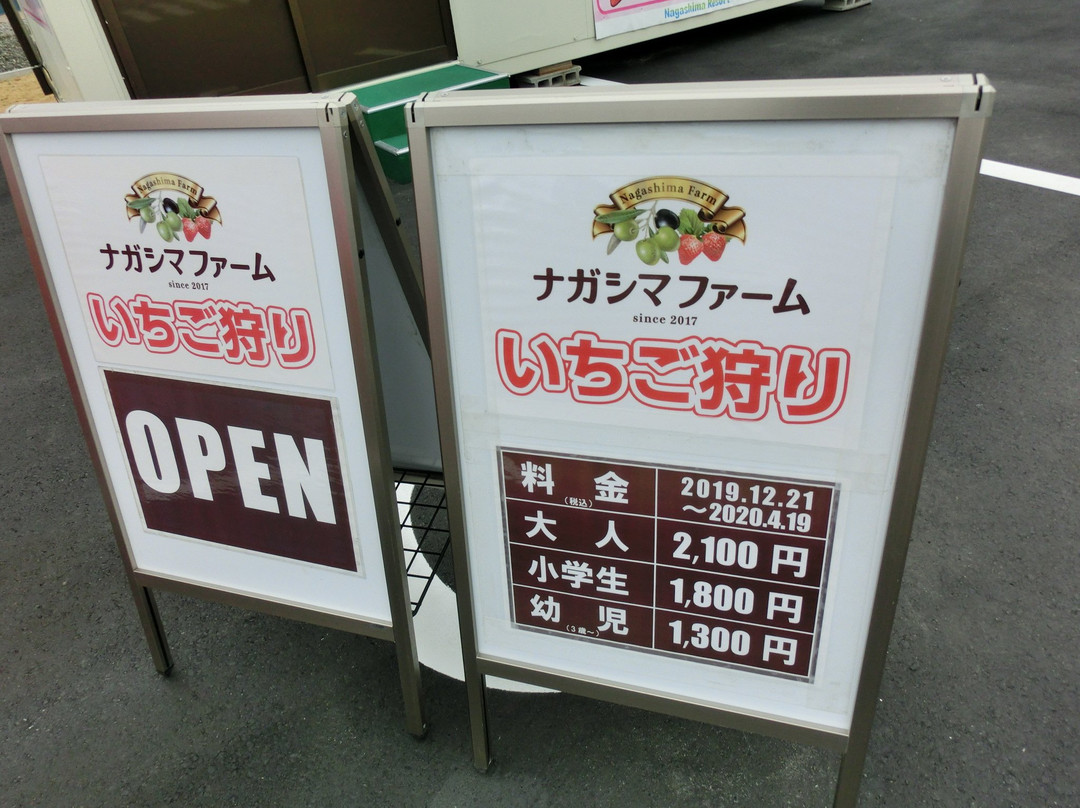 Nagashima Resort
Nagashima Farm
ナガシマファーム
since 2017
いちご狩り
OPEN
Nagashima Farm
ナガシマファーム
since 2017
いちご狩り
料金(税込) 2019.12.21～2020.4.19
大人 2,100円
小学生 1,800円
幼児(3歳～) 1,300円